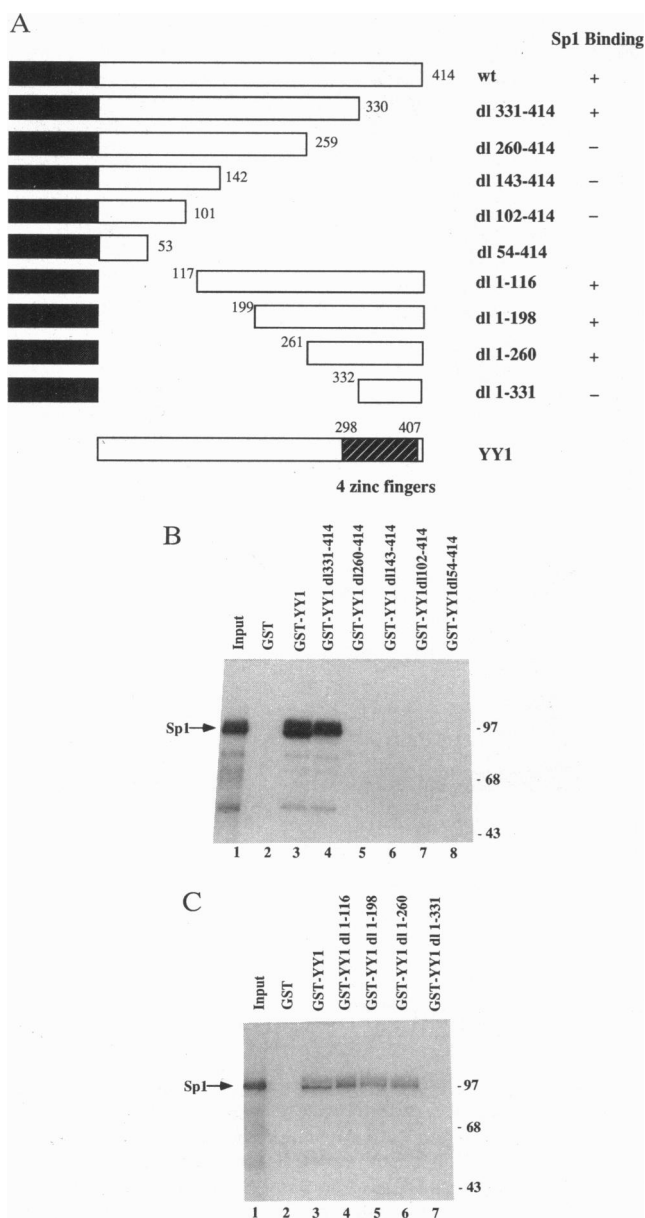 A
Sp1 Binding
414 wt +
330 dl 331-414 +
259 dl 260-414 –
142 dl 143-414 –
101 dl 102-414 –
53 dl 54-414
117 dl 1-116 +
199 dl 1-198 +
261 dl 1-260 +
332 dl 1-331 –
298 407
YY1
4 zinc fingers
B
Input
GST
GST-YY1
GST-YY1 dl331-414
GST-YY1 dl260-414
GST-YY1 dl143-414
GST-YY1dl102-414
GST-YY1dl54-414
Sp1
- 97
- 68
- 43
1 2 3 4 5 6 7 8
C
Input
GST
GST-YY1
GST-YY1 dl 1-116
GST-YY1 dl 1-198
GST-YY1 dl 1-260
GST-YY1 dl 1-331
Sp1
- 97
- 68
- 43
1 2 3 4 5 6 7